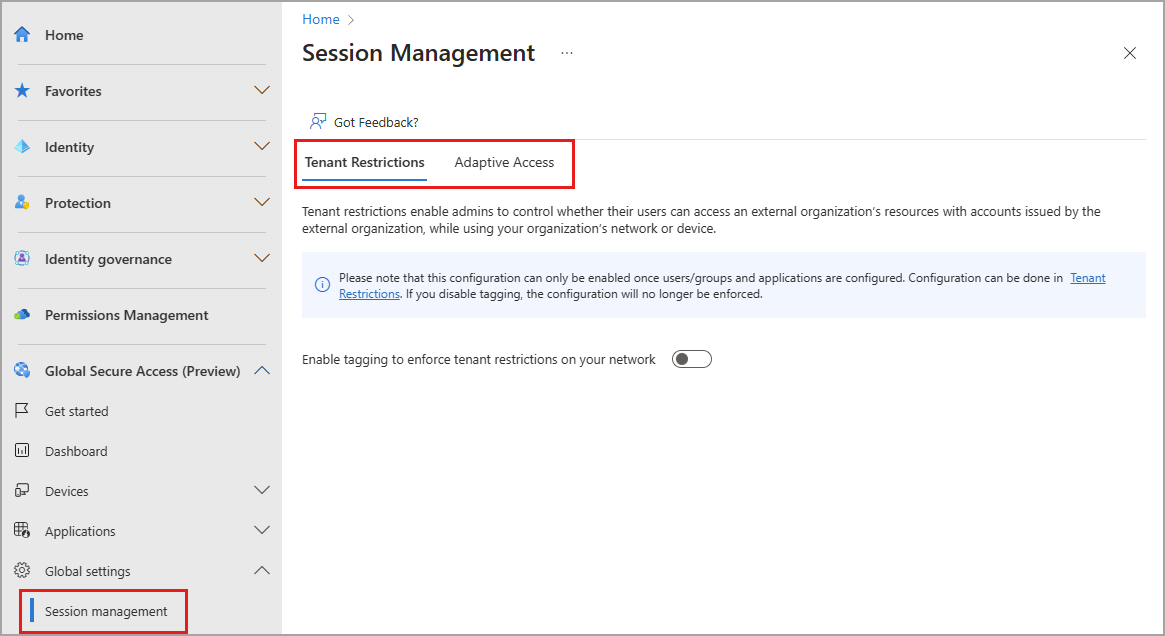 Home
Favorites
Identity
Protection
Identity governance
Permissions Management
Global Secure Access (Preview)
Get started
Dashboard
Devices
Applications
Global settings
Session management
Home
Session Management ...
Got Feedback?
Tenant Restrictions Adaptive Access
Tenant restrictions enable admins to control whether their users can access an external organization’s resources with accounts issued by the
external organization, while using your organization’s network or device.
Please note that this configuration can only be enabled once users/groups and applications are configured. Configuration can be done in Tenant
Restrictions. If you disable tagging, the configuration will no longer be enforced.
Enable tagging to enforce tenant restrictions on your network